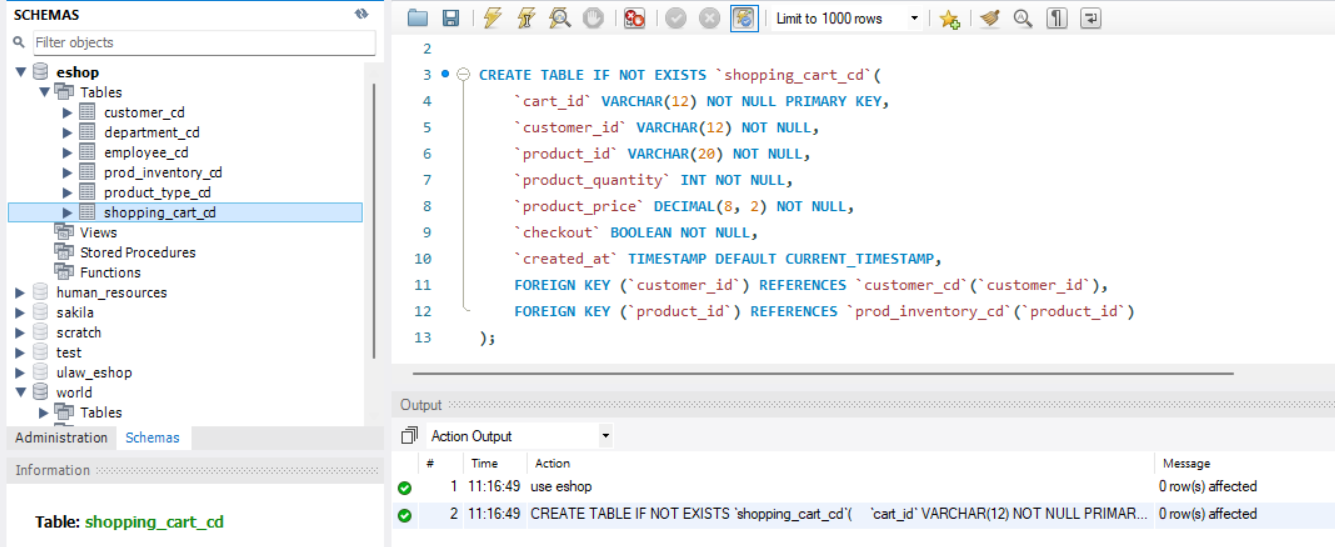 SCHEMAS
Filter objects
eshop
Tables
customer_cd
department_cd
employee_cd
prod_inventory_cd
product_type_cd
shopping_cart_cd
Views
Stored Procedures
Functions
human_resources
sakila
scratch
test
ulaw_eshop
world
Tables
Administration Schemas
Information
Table: shopping_cart_cd
Limit to 1000 rows
2
3 CREATE TABLE IF NOT EXISTS `shopping_cart_cd`(
4 `cart_id` VARCHAR(12) NOT NULL PRIMARY KEY,
5 `customer_id` VARCHAR(12) NOT NULL,
6 `product_id` VARCHAR(20) NOT NULL,
7 `product_quantity` INT NOT NULL,
8 `product_price` DECIMAL(8, 2) NOT NULL,
9 `checkout` BOOLEAN NOT NULL,
10 `created_at` TIMESTAMP DEFAULT CURRENT_TIMESTAMP,
11 FOREIGN KEY (`customer_id`) REFERENCES `customer_cd`(`customer_id`),
12 FOREIGN KEY (`product_id`) REFERENCES `prod_inventory_cd`(`product_id`)
13 );
Output
Action Output
# Time Action Message
1 11:16:49 use eshop 0 row(s) affected
2 11:16:49 CREATE TABLE IF NOT EXISTS `shopping_cart_cd`( `cart_id` VARCHAR(12) NOT NULL PRIMAR... 0 row(s) affected